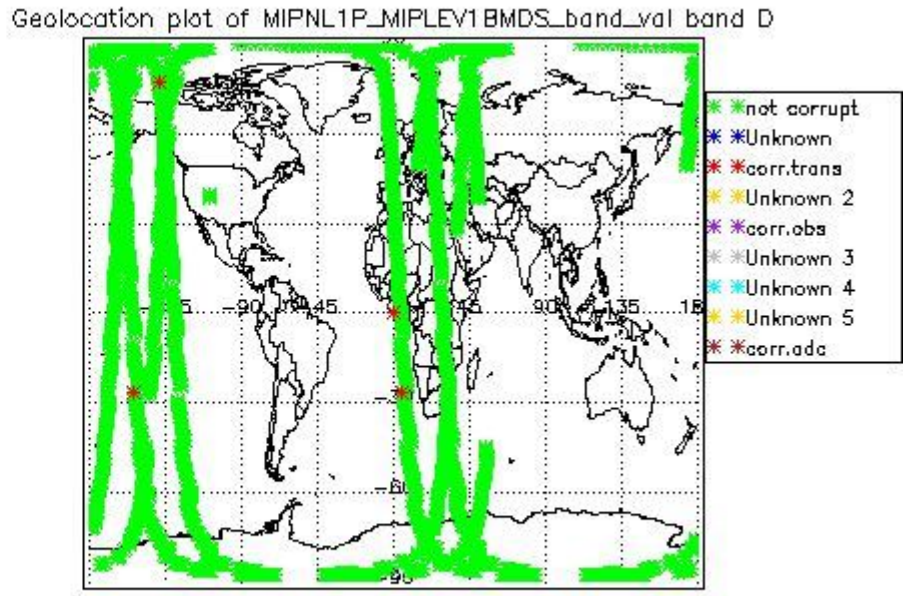 Geolocation plot of MIPNL1P_MIPLEV1BMDS_band_val band D
not corrupt
Unknown
corr.trans
Unknown 2
corr.obs
Unknown 3
Unknown 4
Unknown 5
corr.adc
-90
-45
90
135
-60
-90